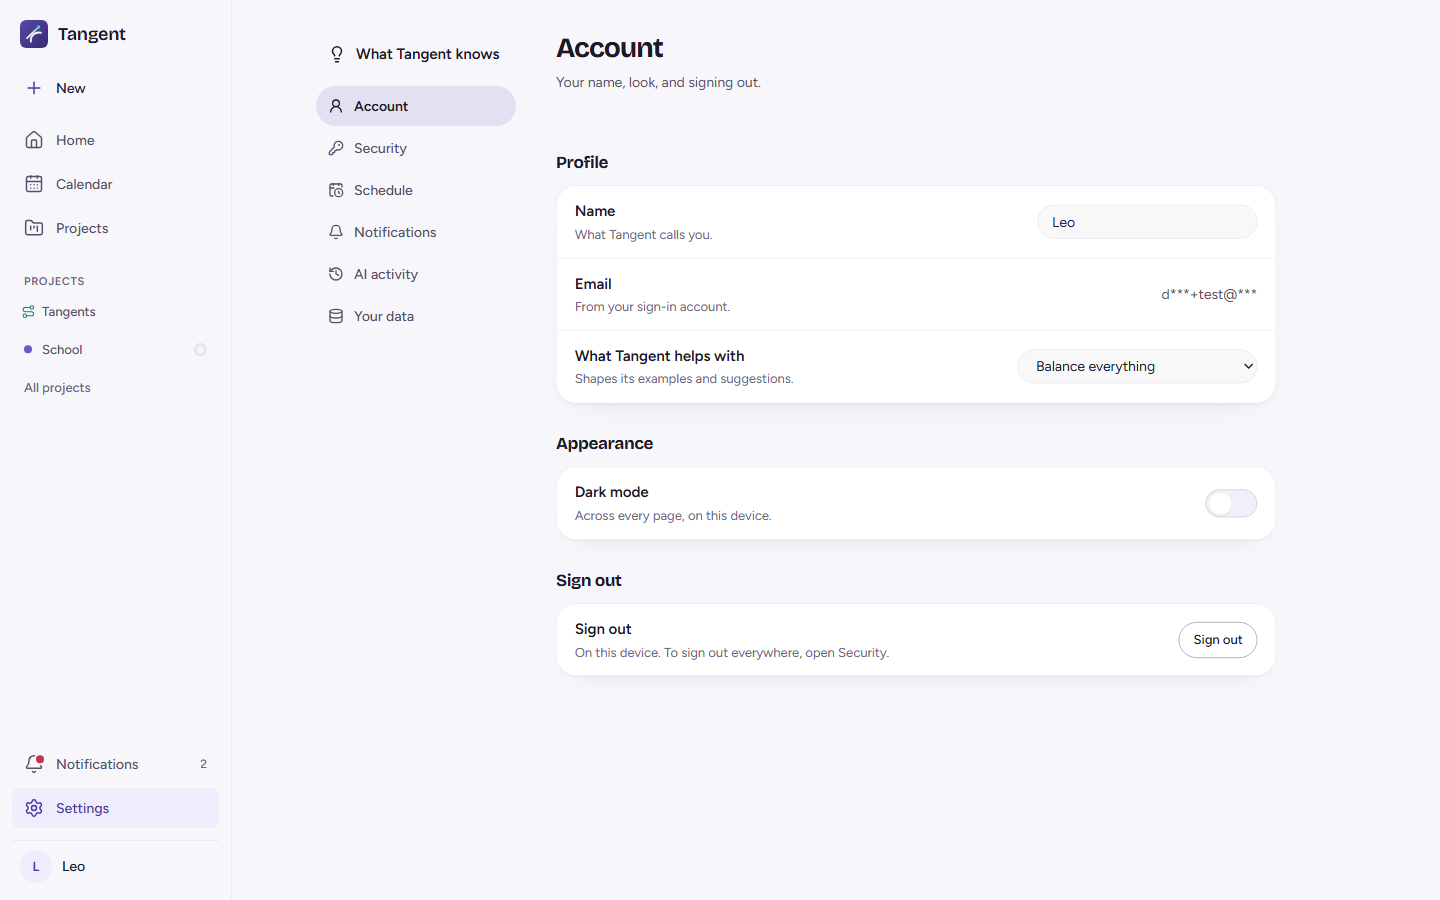 Tangent
New
Home
Calendar
Projects
PROJECTS
Tangents
School
All projects
Notifications 2
Settings
L Leo
What Tangent knows
Account
Security
Schedule
Notifications
AI activity
Your data
Account
Your name, look, and signing out.
Profile
Name
What Tangent calls you.
Leo
Email
From your sign-in account.
d***+test@***
What Tangent helps with
Shapes its examples and suggestions.
Balance everything
Appearance
Dark mode
Across every page, on this device.
Sign out
Sign out
On this device. To sign out everywhere, open Security.
Sign out